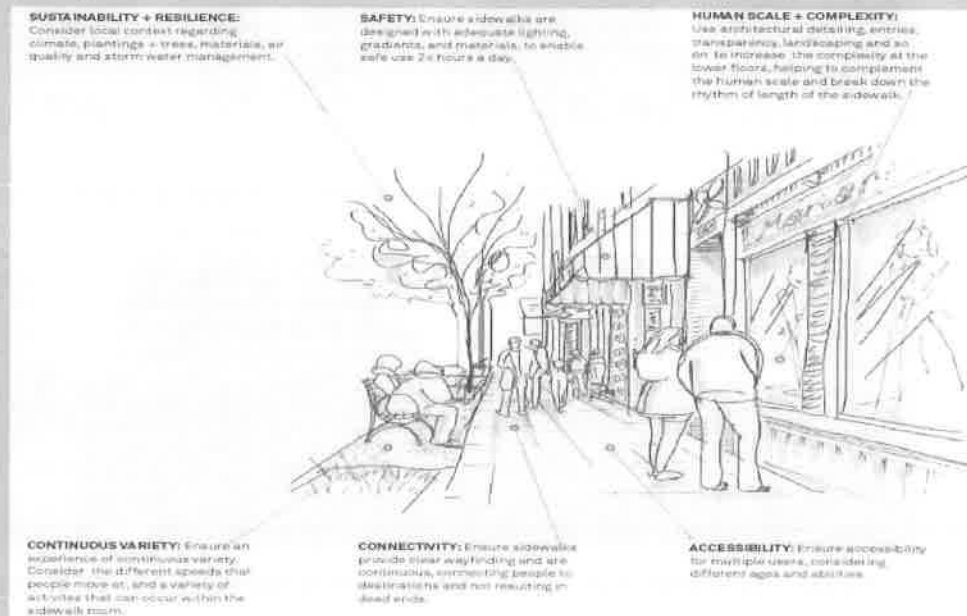 SUSTAINABILITY + RESILIENCE:
Consider local context regarding
climate, plantings + trees, materials, air
quality and storm water management.
SAFETY: Ensure sidewalks are
designed with adequate lighting,
gradients, and materials, to enable
safe use 24 hours a day.
HUMAN SCALE + COMPLEXITY:
Use architectural detailing, entries,
transparency, landscaping and so
on to increase the complexity at the
lower floors, helping to complement
the human scale and break down the
rhythm of length of the sidewalk.
CONTINUOUS VARIETY: Ensure an
experience of continuous variety.
Consider the different speeds that
people move at, and a variety of
activites that can occur within the
sidewalk room.
CONNECTIVITY: Ensure sidewalks
provide clear wayfinding and are
continuous, connecting people to
destinations and not resulting in
dead ends.
ACCESSIBILITY: Ensure accessibility
for multiple users, considering
different ages and abilities